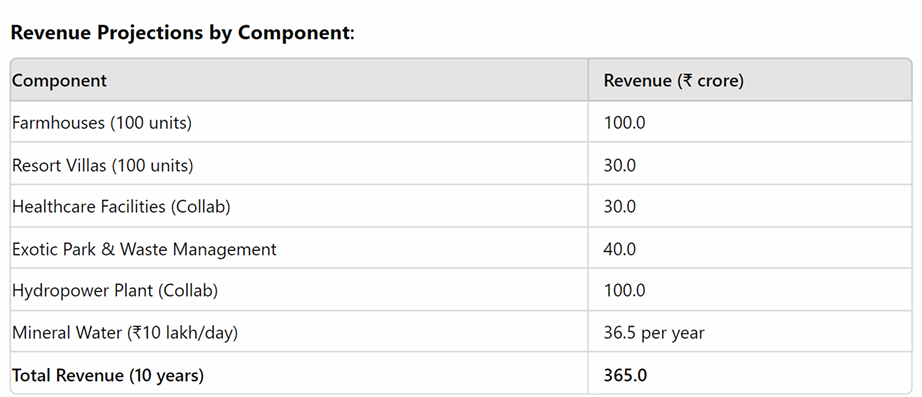 Revenue Projections by Component:
Component Revenue (₹ crore)
Farmhouses (100 units) 100.0
Resort Villas (100 units) 30.0
Healthcare Facilities (Collab) 30.0
Exotic Park & Waste Management 40.0
Hydropower Plant (Collab) 100.0
Mineral Water (₹10 lakh/day) 36.5 per year
Total Revenue (10 years) 365.0